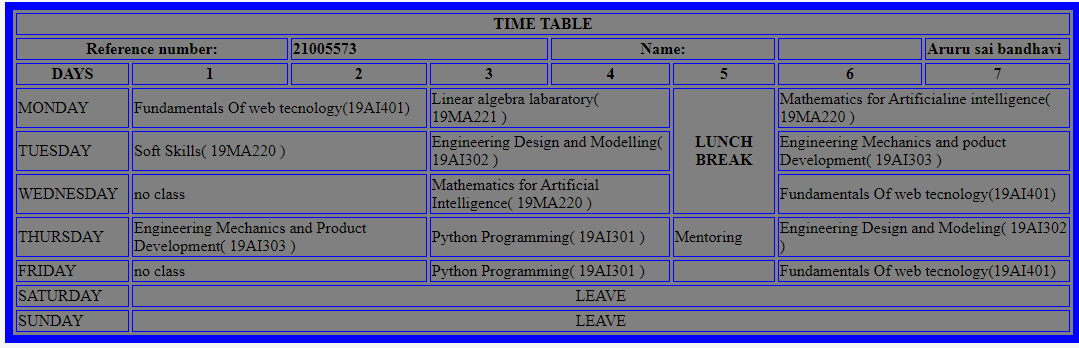 TIME TABLE
Reference number: 21005573 Name: Aruru sai bandhavi
DAYS 1 2 3 4 5 6 7
MONDAY
Fundamentals Of web tecnology(19AI401)
Linear algebra labaratory(
19MA221 )
LUNCH
BREAK
Mathematics for Artificialine intelligence(
19MA220 )
TUESDAY
Soft Skills( 19MA220 )
Engineering Design and Modelling(
19AI302 )
Engineering Mechanics and poduct
Development( 19AI303 )
WEDNESDAY
no class
Mathematics for Artificial
Intelligence( 19MA220 )
Fundamentals Of web tecnology(19AI401)
THURSDAY
Engineering Mechanics and Product
Development( 19AI303 )
Python Programming( 19AI301 )
Mentoring
Engineering Design and Modeling( 19AI302
)
FRIDAY
no class
Python Programming( 19AI301 )
Fundamentals Of web tecnology(19AI401)
SATURDAY
LEAVE
SUNDAY
LEAVE